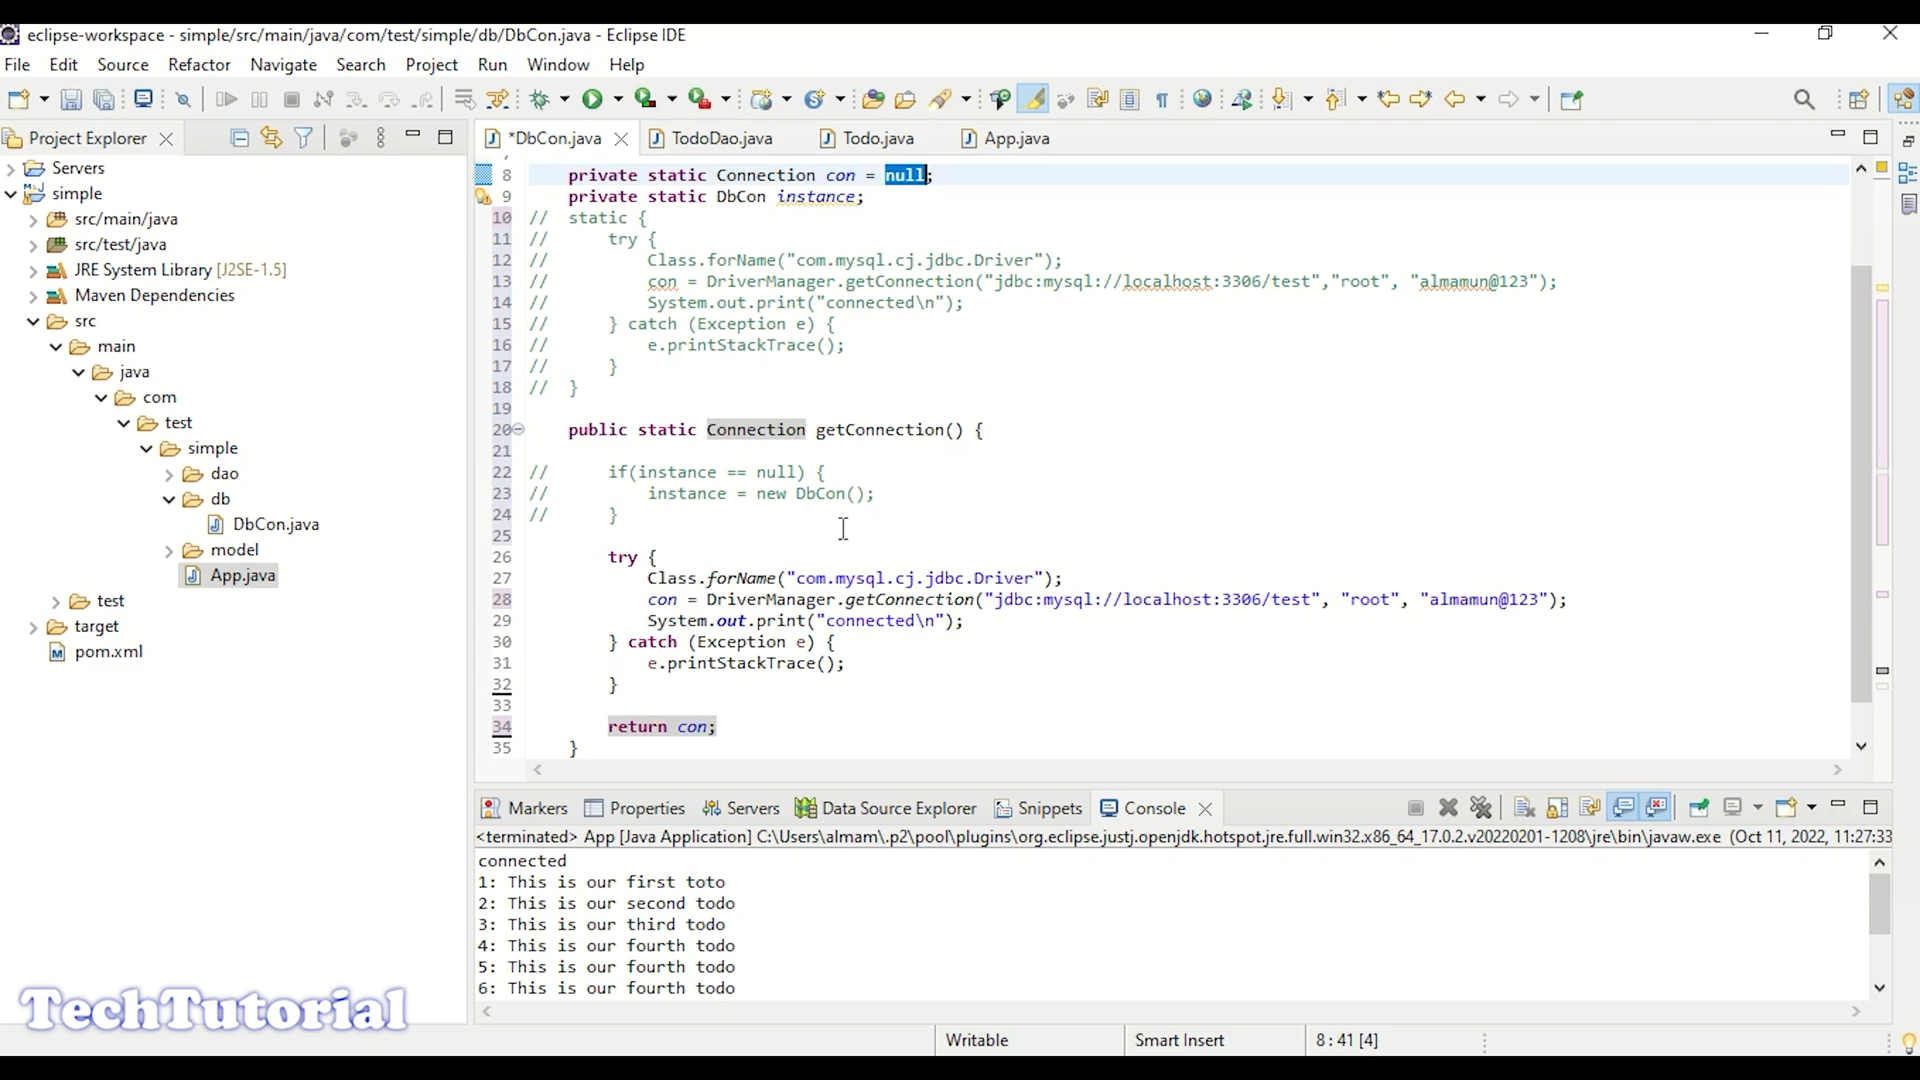 eclipse-workspace - simple/src/main/java/com/test/simple/db/DbCon.java - Eclipse IDE
File Edit Source Refactor Navigate Search Project Run Window Help
Project Explorer
Servers
simple
src/main/java
src/test/java
JRE System Library [J2SE-1.5]
Maven Dependencies
src
main
java
com
test
simple
dao
db
DbCon.java
model
App.java
test
target
pom.xml
*DbCon.java TodoDao.java Todo.java App.java
8 private static Connection con = null;
9 private static DbCon instance;
10 // static {
11 // try {
12 // Class.forName("com.mysql.cj.jdbc.Driver");
13 // con = DriverManager.getConnection("jdbc:mysql://localhost:3306/test","root", "almamun@123");
14 // System.out.print("connected\n");
15 // } catch (Exception e) {
16 // e.printStackTrace();
17 // }
18 // }
19
20 public static Connection getConnection() {
21
22 // if(instance == null) {
23 // instance = new DbCon();
24 // }
25
26 try {
27 Class.forName("com.mysql.cj.jdbc.Driver");
28 con = DriverManager.getConnection("jdbc:mysql://localhost:3306/test", "root", "almamun@123");
29 System.out.print("connected\n");
30 } catch (Exception e) {
31 e.printStackTrace();
32 }
33
34 return con;
35 }
Markers Properties Servers Data Source Explorer Snippets Console
<terminated> App [Java Application] C:\Users\almam\.p2\pool\plugins\org.eclipse.justj.openjdk.hotspot.jre.full.win32.x86_64_17.0.2.v20220201-1208\jre\bin\javaw.exe (Oct 11, 2022, 11:27:33
connected
1: This is our first toto
2: This is our second todo
3: This is our third todo
4: This is our fourth todo
5: This is our fourth todo
6: This is our fourth todo
TechTutorial
Writable Smart Insert 8 : 41 [4]